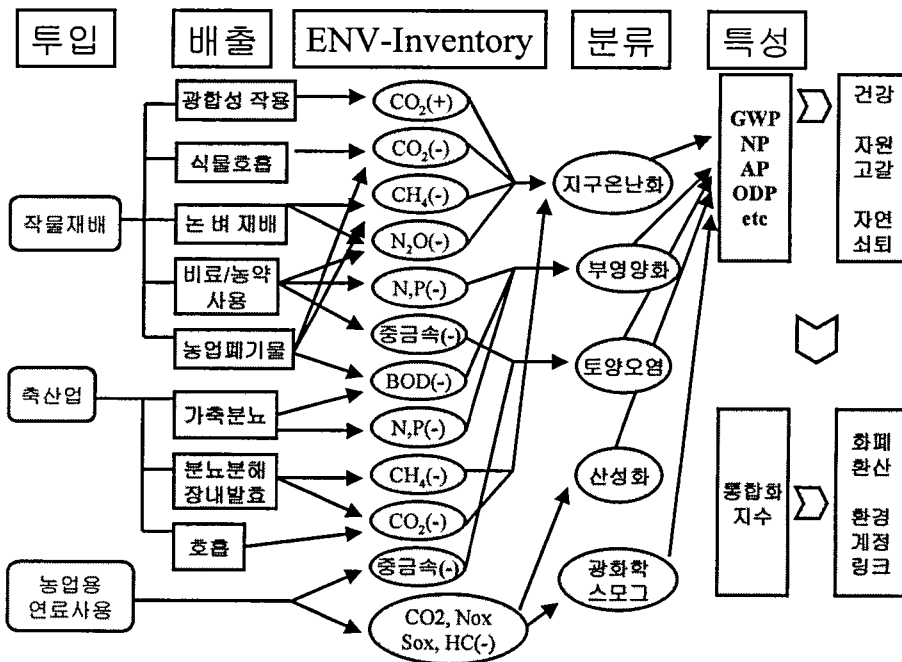 투입
배출
ENV-Inventory
분류
특성
작물재배
축산업
농업용
연료사용
광합성 작용
식물호흡
논 벼 재배
비료/농약
사용
농업폐기물
가축분뇨
분뇨분해
장내발효
호흡
CO₂(+)
CO₂(-)
CH₄(-)
N₂O(-)
N,P(-)
중금속(-)
BOD(-)
N,P(-)
CH₄(-)
CO₂(-)
중금속(-)
CO2, Nox
Sox, HC(-)
지구온난화
부영양화
토양오염
산성화
광화학
스모그
GWP
NP
AP
ODP
etc
건강
자원
고갈
자연
쇠퇴
통합화
지수
화폐
환산
환경
계정
링크